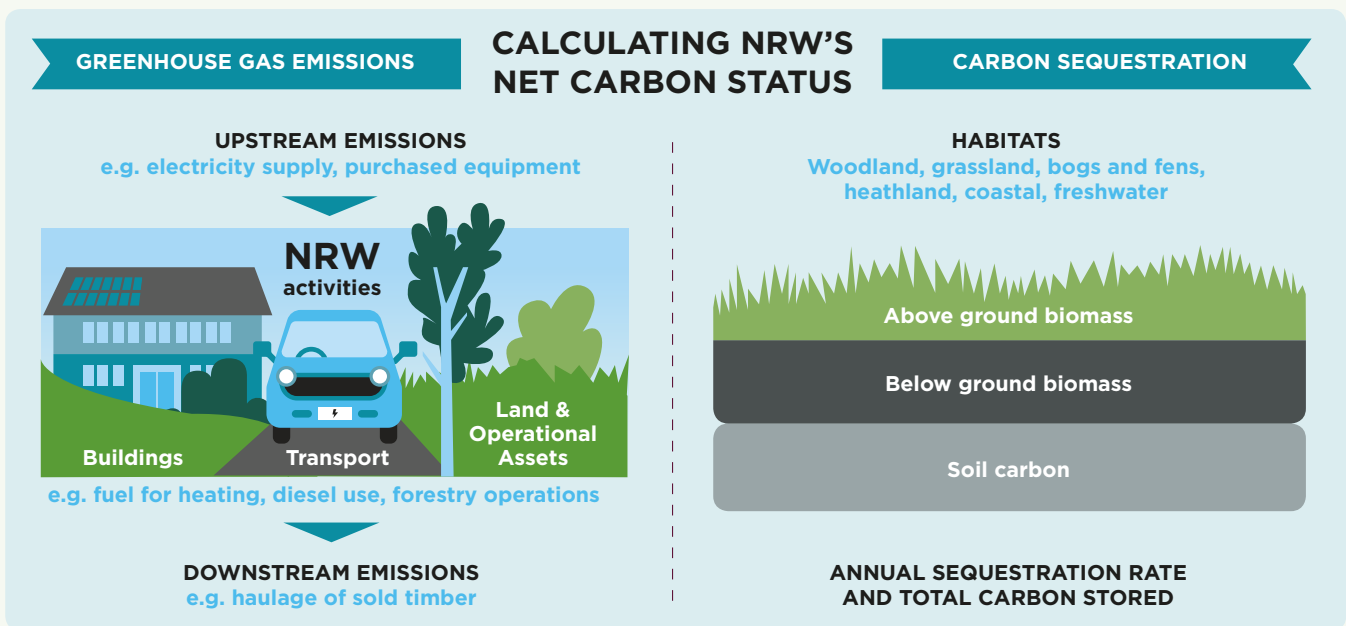 CALCULATING NRW'S
NET CARBON STATUS
GREENHOUSE GAS EMISSIONS
UPSTREAM EMISSIONS
e.g. electricity supply, purchased equipment
NRW
activities
Buildings
Transport
Land &
Operational
Assets
e.g. fuel for heating, diesel use, forestry operations
DOWNSTREAM EMISSIONS
e.g. haulage of sold timber
CARBON SEQUESTRATION
HABITATS
Woodland, grassland, bogs and fens,
heathland, coastal, freshwater
Above ground biomass
Below ground biomass
Soil carbon
ANNUAL SEQUESTRATION RATE
AND TOTAL CARBON STORED